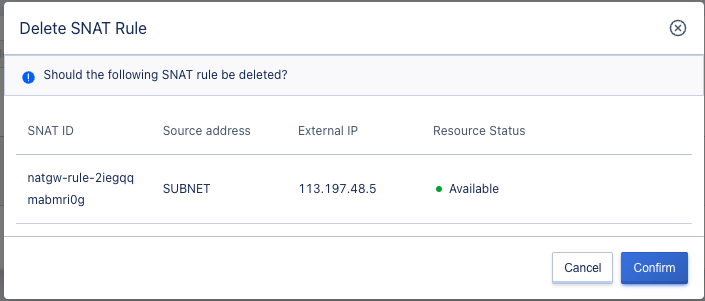 Delete SNAT Rule
Should the following SNAT rule be deleted?
SNAT ID Source address External IP Resource Status
natgw-rule-2iegqq
mabmri0g
SUBNET 113.197.48.5 Available
Cancel Confirm